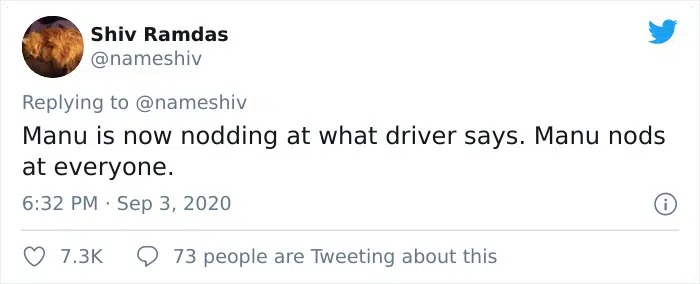 Shiv Ramdas
@nameshiv
Replying to @nameshiv
Manu is now nodding at what driver says. Manu nods
at everyone.
6:32 PM · Sep 3, 2020
7.3K 73 people are Tweeting about this